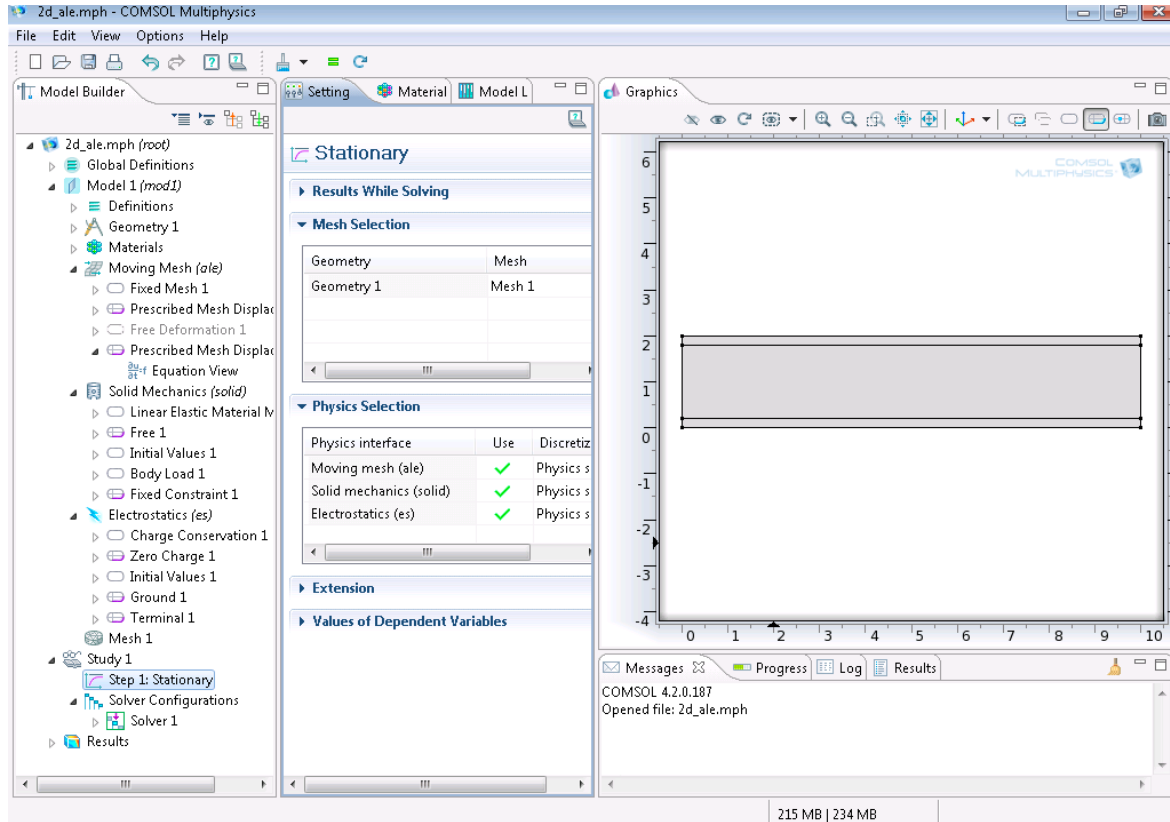 2d_ale.mph - COMSOL Multiphysics
File Edit View Options Help
Model Builder
2d_ale.mph (root)
Global Definitions
Model 1 (mod1)
Definitions
Geometry 1
Materials
Moving Mesh (ale)
Fixed Mesh 1
Prescribed Mesh Displac
Free Deformation 1
Prescribed Mesh Displac
Equation View
Solid Mechanics (solid)
Linear Elastic Material M
Free 1
Initial Values 1
Body Load 1
Fixed Constraint 1
Electrostatics (es)
Charge Conservation 1
Zero Charge 1
Initial Values 1
Ground 1
Terminal 1
Mesh 1
Study 1
Step 1: Stationary
Solver Configurations
Solver 1
Results
Setting Material Model L
Stationary
Results While Solving
Mesh Selection
Geometry Mesh
Geometry 1 Mesh 1
Physics Selection
Physics interface Use Discretiz
Moving mesh (ale) Physics s
Solid mechanics (solid) Physics s
Electrostatics (es) Physics s
Extension
Values of Dependent Variables
Graphics
COMSOL
MULTIPHYSICS
6
5
4
3
2
1
0
-1
-2
-3
-4
0 1 2 3 4 5 6 7 8 9 10
Messages Progress Log Results
COMSOL 4.2.0.187
Opened file: 2d_ale.mph
215 MB | 234 MB